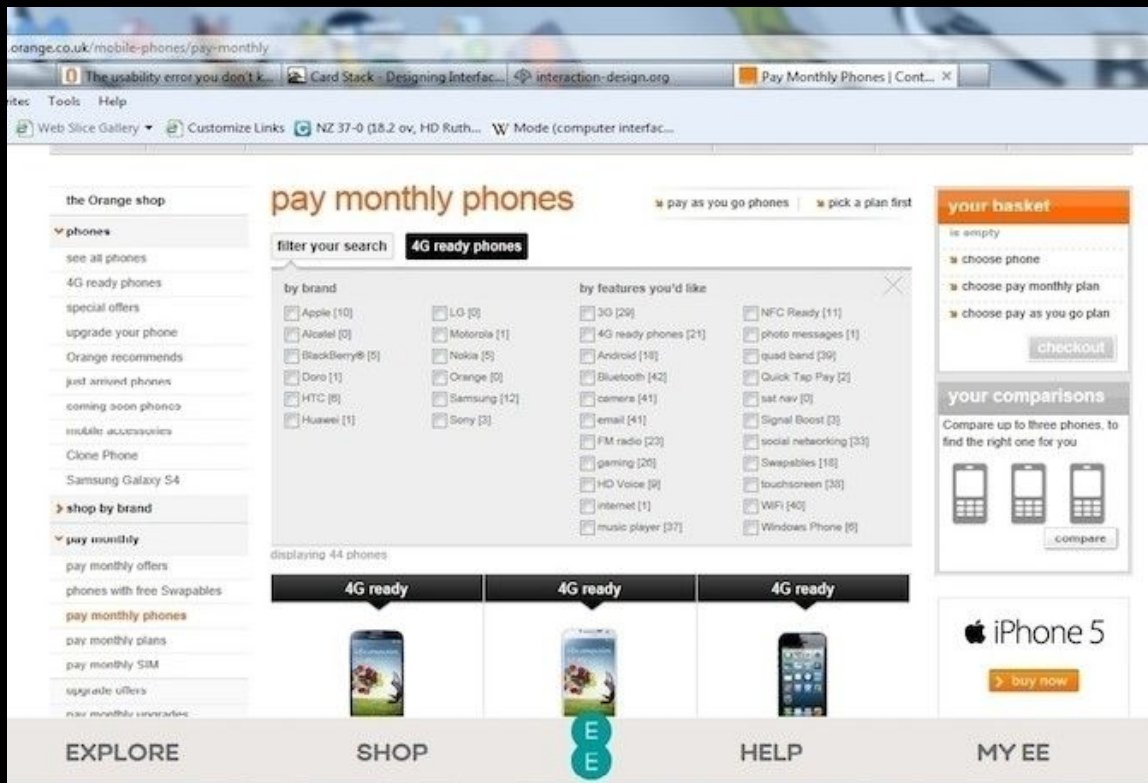 .orange.co.uk/mobile-phones/pay-monthly
The usability error you don't k... Card Stack - Designing Interfac... interaction-design.org Pay Monthly Phones | Cont...
Tools Help
Web Slice Gallery Customize Links NZ 37-0 (18.2 ov, HD Ruth... W Mode (computer interfac...
the Orange shop
phones
see all phones
4G ready phones
special offers
upgrade your phone
Orange recommends
just arrived phones
coming soon phones
mobile accessories
Clone Phone
Samsung Galaxy S4
shop by brand
pay monthly
pay monthly offers
phones with free Swapables
pay monthly phones
pay monthly plans
pay monthly SIM
upgrade offers
pay monthly upgrades
pay monthly phones
pay as you go phones pick a plan first
filter your search 4G ready phones
by brand
Apple [10]
Alcatel [0]
BlackBerry® [5]
Doro [1]
HTC [6]
Huawei [1]
LG [0]
Motorola [1]
Nokia [5]
Orange [0]
Samsung [12]
Sony [3]
by features you'd like
3G [29]
4G ready phones [21]
Android [18]
Bluetooth [42]
camera [41]
email [41]
FM radio [23]
gaming [26]
HD Voice [9]
internet [1]
music player [37]
NFC Ready [11]
photo messages [1]
quad band [39]
Quick Tap Pay [2]
sat nav [0]
Signal Boost [3]
social networking [33]
Swapables [18]
touchscreen [38]
WiFi [40]
Windows Phone [6]
displaying 44 phones
4G ready 4G ready 4G ready
your basket
is empty
choose phone
choose pay monthly plan
choose pay as you go plan
checkout
your comparisons
Compare up to three phones, to
find the right one for you
compare
iPhone 5
buy now
EXPLORE SHOP EE HELP MY EE